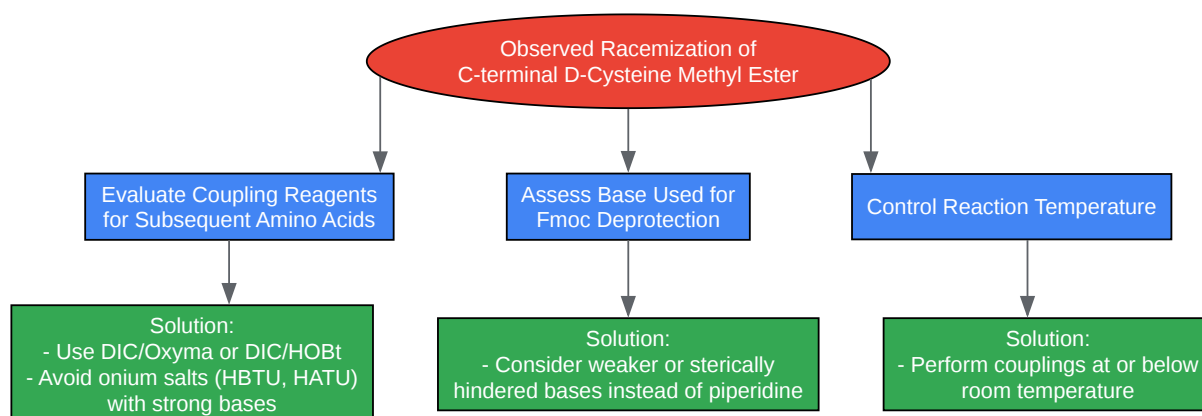 Observed Racemization of
C-terminal D-Cysteine Methyl Ester
Evaluate Coupling Reagents
for Subsequent Amino Acids
Assess Base Used for
Fmoc Deprotection
Control Reaction Temperature
Solution:
- Use DIC/Oxyma or DIC/HOBt
- Avoid onium salts (HBTU, HATU)
with strong bases
Solution:
- Consider weaker or sterically
hindered bases instead of piperidine
Solution:
- Perform couplings at or below
room temperature